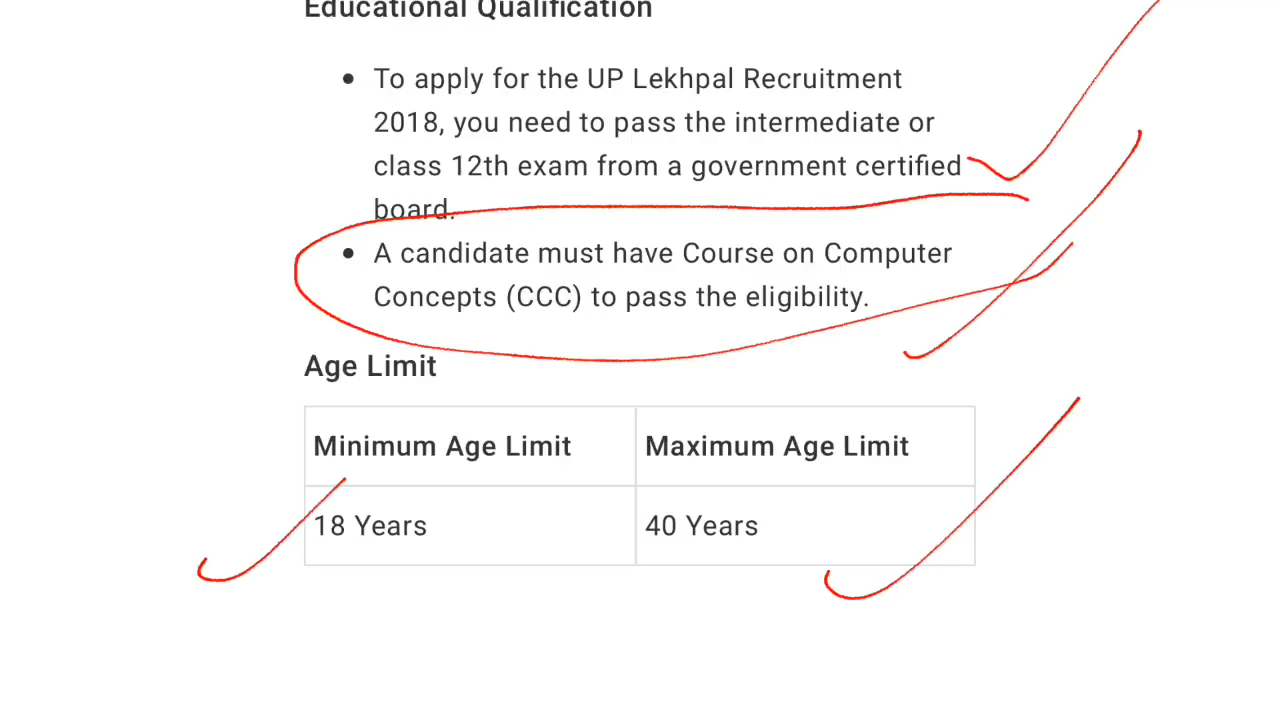 Educational Qualification
• To apply for the UP Lekhpal Recruitment
2018, you need to pass the intermediate or
class 12th exam from a government certified
board.
• A candidate must have Course on Computer
Concepts (CCC) to pass the eligibility.
Age Limit
Minimum Age Limit Maximum Age Limit
18 Years 40 Years